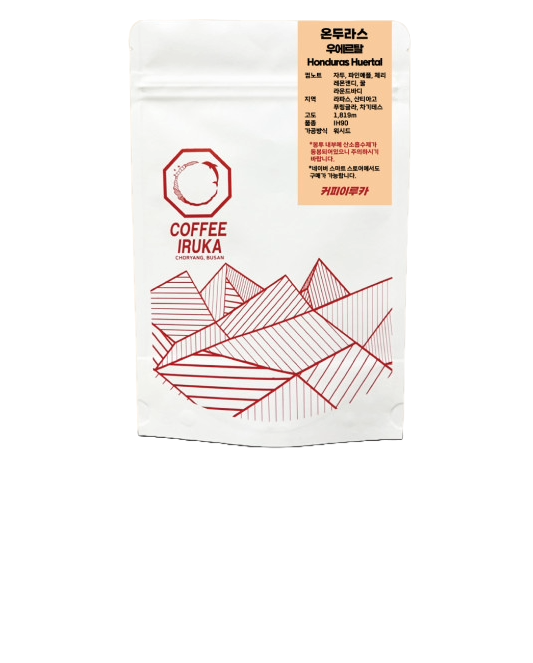 온두라스
우에르탈
Honduras Huertal
컵노트 자두, 파인애플, 체리
레몬캔디, 꿀
라운드바디
지역 라파스, 산티아고
푸링글라, 차기테스
고도 1,819m
품종 IH90
가공방식 워시드
*봉투 내부에 산소흡수제가
동봉되어있으니 주의하시기
바랍니다.
*네이버 스마트 스토어에서도
구매가 가능합니다.
커피이루카
COFFEE
IRUKA
CHORYANG, BUSAN